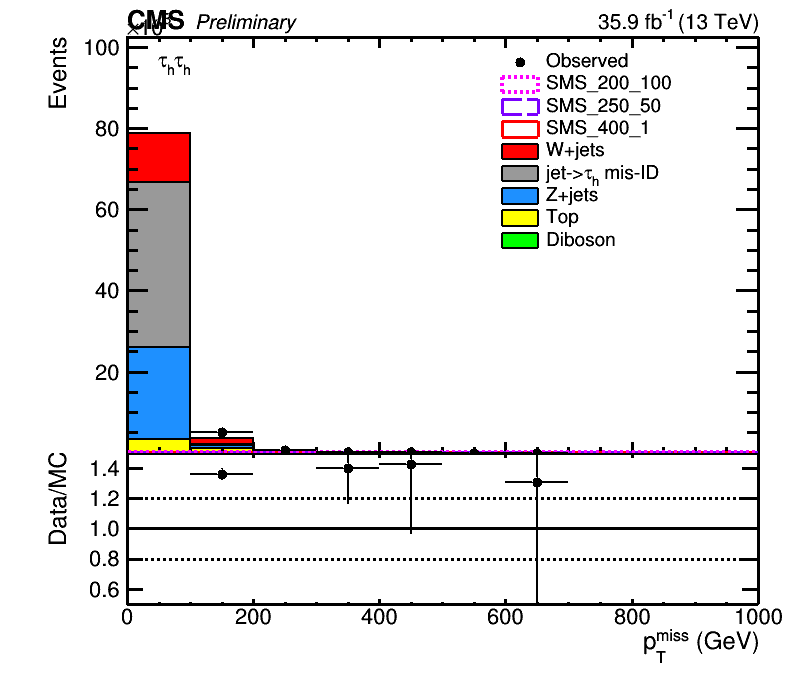 CMS Preliminary 35.9 fb⁻¹ (13 TeV)
Events
100
80
60
40
20
τhτh
Observed
SMS_200_100
SMS_250_50
SMS_400_1
W+jets
jet->τh mis-ID
Z+jets
Top
Diboson
Data/MC
1.4
1.2
1.0
0.8
0.6
0 200 400 600 800 1000
pTmiss (GeV)